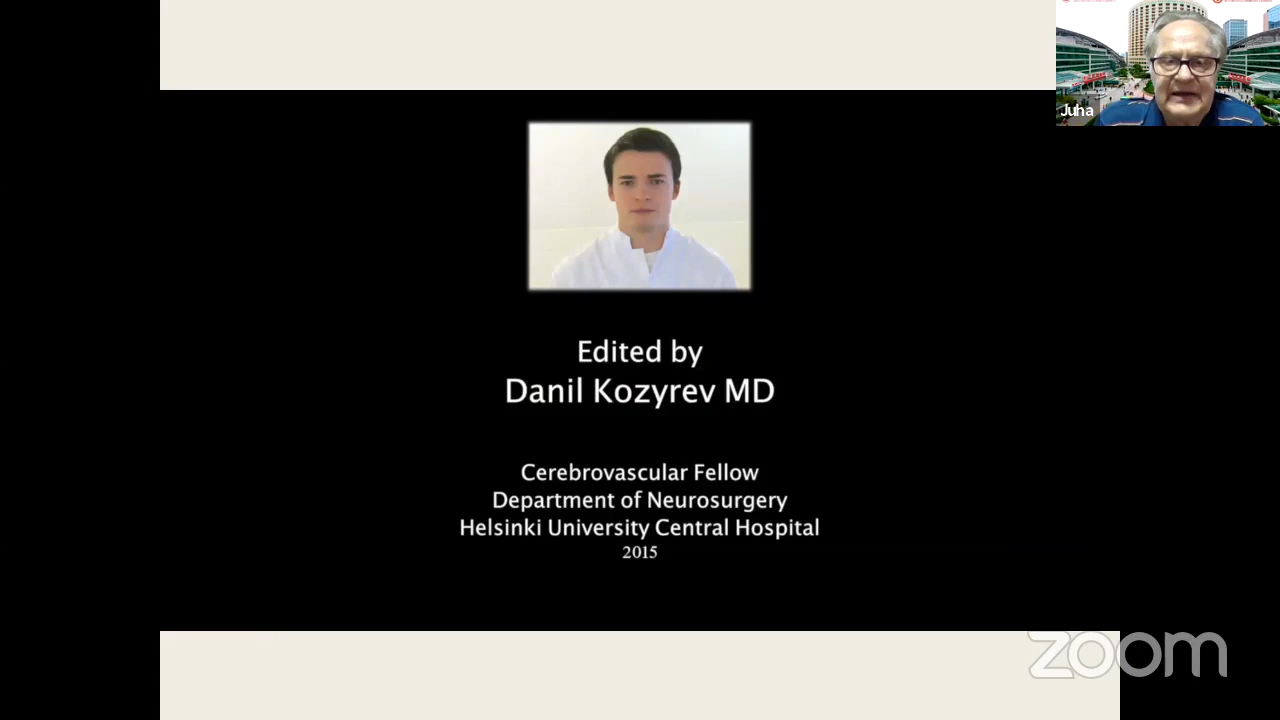 Juha
Edited by
Danil Kozyrev MD
Cerebrovascular Fellow
Department of Neurosurgery
Helsinki University Central Hospital
2015
zoom